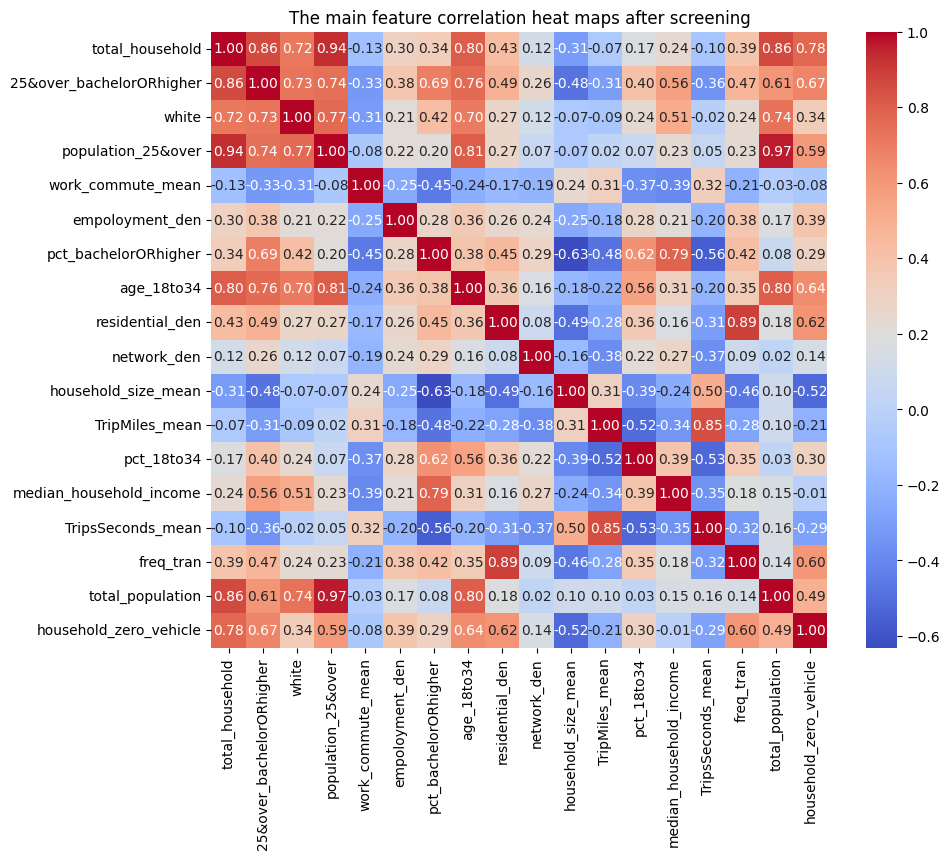 The main feature correlation heat maps after screening
total_household 1.00 0.86 0.72 0.94 -0.13 0.30 0.34 0.80 0.43 0.12 -0.31 -0.07 0.17 0.24 -0.10 0.39 0.86 0.78
25&over_bachelorORhigher 0.86 1.00 0.73 0.74 -0.33 0.38 0.69 0.76 0.49 0.26 -0.48 -0.31 0.40 0.56 -0.36 0.47 0.61 0.67
white 0.72 0.73 1.00 0.77 -0.31 0.21 0.42 0.70 0.27 0.12 -0.07 -0.09 0.24 0.51 -0.02 0.24 0.74 0.34
population_25&over 0.94 0.74 0.77 1.00 -0.08 0.22 0.20 0.81 0.27 0.07 -0.07 0.02 0.07 0.23 0.05 0.23 0.97 0.59
work_commute_mean -0.13 -0.33 -0.31 -0.08 1.00 -0.25 -0.45 -0.24 -0.17 -0.19 0.24 0.31 -0.37 -0.39 0.32 -0.21 -0.03 -0.08
empoloyment_den 0.30 0.38 0.21 0.22 -0.25 1.00 0.28 0.36 0.26 0.24 -0.25 -0.18 0.28 0.21 -0.20 0.38 0.17 0.39
pct_bachelorORhigher 0.34 0.69 0.42 0.20 -0.45 0.28 1.00 0.38 0.45 0.29 -0.63 -0.48 0.62 0.79 -0.56 0.42 0.08 0.29
age_18to34 0.80 0.76 0.70 0.81 -0.24 0.36 0.38 1.00 0.36 0.16 -0.18 -0.22 0.56 0.31 -0.20 0.35 0.80 0.64
residential_den 0.43 0.49 0.27 0.27 -0.17 0.26 0.45 0.36 1.00 0.08 -0.49 -0.28 0.36 0.16 -0.31 0.89 0.18 0.62
network_den 0.12 0.26 0.12 0.07 -0.19 0.24 0.29 0.16 0.08 1.00 -0.16 -0.38 0.22 0.27 -0.37 0.09 0.02 0.14
household_size_mean -0.31 -0.48 -0.07 -0.07 0.24 -0.25 -0.63 -0.18 -0.49 -0.16 1.00 0.31 -0.39 -0.24 0.50 -0.46 0.10 -0.52
TripMiles_mean -0.07 -0.31 -0.09 0.02 0.31 -0.18 -0.48 -0.22 -0.28 -0.38 0.31 1.00 -0.52 -0.34 0.85 -0.28 0.10 -0.21
pct_18to34 0.17 0.40 0.24 0.07 -0.37 0.28 0.62 0.56 0.36 0.22 -0.39 -0.52 1.00 0.39 -0.53 0.35 0.03 0.30
median_household_income 0.24 0.56 0.51 0.23 -0.39 0.21 0.79 0.31 0.16 0.27 -0.24 -0.34 0.39 1.00 -0.35 0.18 0.15 -0.01
TripsSeconds_mean -0.10 -0.36 -0.02 0.05 0.32 -0.20 -0.56 -0.20 -0.31 -0.37 0.50 0.85 -0.53 -0.35 1.00 -0.32 0.16 -0.29
freq_tran 0.39 0.47 0.24 0.23 -0.21 0.38 0.42 0.35 0.89 0.09 -0.46 -0.28 0.35 0.18 -0.32 1.00 0.14 0.60
total_population 0.86 0.61 0.74 0.97 -0.03 0.17 0.08 0.80 0.18 0.02 0.10 0.10 0.03 0.15 0.16 0.14 1.00 0.49
household_zero_vehicle 0.78 0.67 0.34 0.59 -0.08 0.39 0.29 0.64 0.62 0.14 -0.52 -0.21 0.30 -0.01 -0.29 0.60 0.49 1.00
total_household
25&over_bachelorORhigher
white
population_25&over
work_commute_mean
empoloyment_den
pct_bachelorORhigher
age_18to34
residential_den
network_den
household_size_mean
TripMiles_mean
pct_18to34
median_household_income
TripsSeconds_mean
freq_tran
total_population
household_zero_vehicle
1.0
0.8
0.6
0.4
0.2
0.0
−0.2
−0.4
−0.6